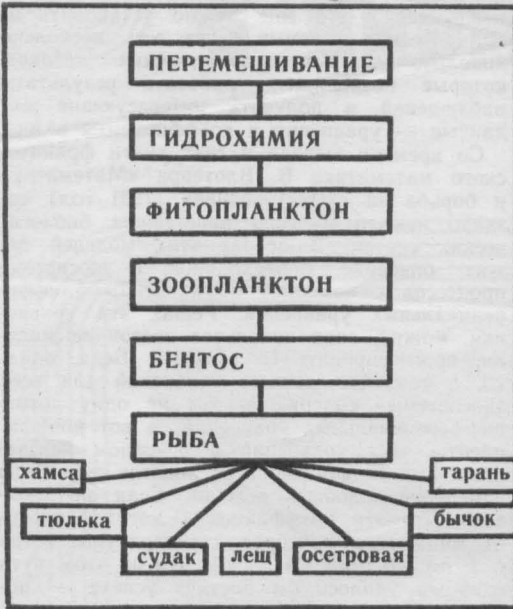 ПЕРЕМЕШИВАНИЕ
ГИДРОХИМИЯ
ФИТОПЛАНКТОН
ЗООПЛАНКТОН
БЕНТОС
РЫБА
хамса
тарань
тюлька
бычок
судак
лещ
осетровая